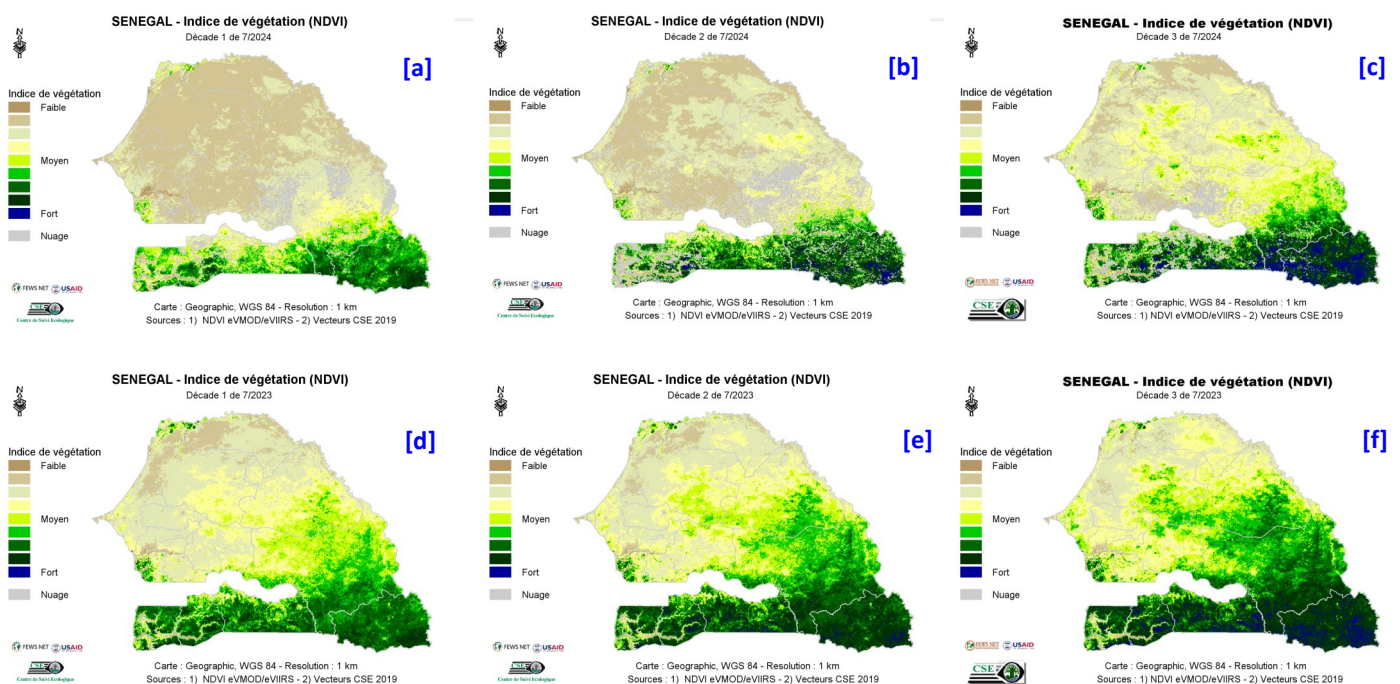 SENEGAL - Indice de végétation (NDVI)
Décade 1 de 7/2024
N
[a]
Indice de végétation
Faible
Moyen
Fort
Nuage
FEWS NET USAID
CSE
Centre de Suivi Ecologique
Carte : Geographic, WGS 84 - Resolution : 1 km
Sources : 1) NDVI eVMOD/eVIIRS - 2) Vecteurs CSE 2019
SENEGAL - Indice de végétation (NDVI)
Décade 2 de 7/2024
N
[b]
Indice de végétation
Faible
Moyen
Fort
Nuage
FEWS NET USAID
CSE
Centre de Suivi Ecologique
Carte : Geographic, WGS 84 - Resolution : 1 km
Sources : 1) NDVI eVMOD/eVIIRS - 2) Vecteurs CSE 2019
SENEGAL - Indice de végétation (NDVI)
Décade 3 de 7/2024
N
[c]
Indice de végétation
Faible
Moyen
Fort
Nuage
FEWS NET USAID
CSE
Carte : Geographic, WGS 84 - Resolution : 1 km
Sources : 1) NDVI eVMOD/eVIIRS - 2) Vecteurs CSE 2019
SENEGAL - Indice de végétation (NDVI)
Décade 1 de 7/2023
N
[d]
Indice de végétation
Faible
Moyen
Fort
Nuage
FEWS NET USAID
CSE
Centre de Suivi Ecologique
Carte : Geographic, WGS 84 - Resolution : 1 km
Sources : 1) NDVI eVMOD/eVIIRS - 2) Vecteurs CSE 2019
SENEGAL - Indice de végétation (NDVI)
Décade 2 de 7/2023
N
[e]
Indice de végétation
Faible
Moyen
Fort
Nuage
FEWS NET USAID
CSE
Centre de Suivi Ecologique
Carte : Geographic, WGS 84 - Resolution : 1 km
Sources : 1) NDVI eVMOD/eVIIRS - 2) Vecteurs CSE 2019
SENEGAL - Indice de végétation (NDVI)
Décade 3 de 7/2023
N
[f]
Indice de végétation
Faible
Moyen
Fort
Nuage
FEWS NET USAID
CSE
Carte : Geographic, WGS 84 - Resolution : 1 km
Sources : 1) NDVI eVMOD/eVIIRS - 2) Vecteurs CSE 2019